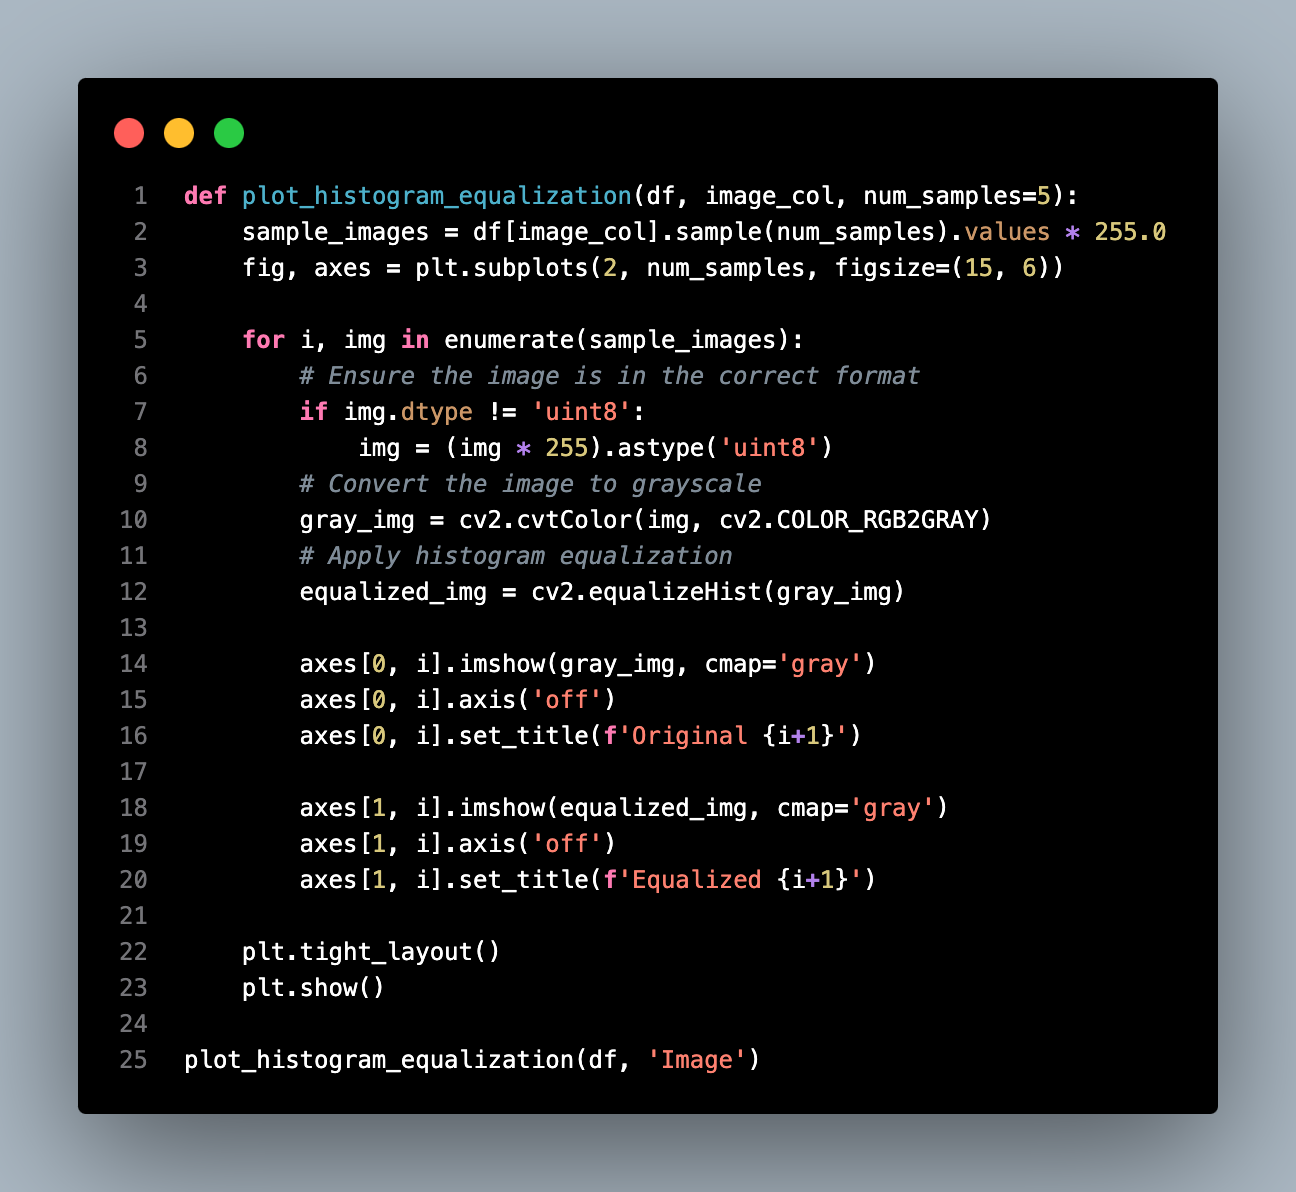 1 def plot_histogram_equalization(df, image_col, num_samples=5):
2     sample_images = df[image_col].sample(num_samples).values * 255.0
3     fig, axes = plt.subplots(2, num_samples, figsize=(15, 6))
4
5     for i, img in enumerate(sample_images):
6         # Ensure the image is in the correct format
7         if img.dtype != 'uint8':
8             img = (img * 255).astype('uint8')
9         # Convert the image to grayscale
10         gray_img = cv2.cvtColor(img, cv2.COLOR_RGB2GRAY)
11         # Apply histogram equalization
12         equalized_img = cv2.equalizeHist(gray_img)
13
14         axes[0, i].imshow(gray_img, cmap='gray')
15         axes[0, i].axis('off')
16         axes[0, i].set_title(f'Original {i+1}')
17
18         axes[1, i].imshow(equalized_img, cmap='gray')
19         axes[1, i].axis('off')
20         axes[1, i].set_title(f'Equalized {i+1}')
21
22     plt.tight_layout()
23     plt.show()
24
25 plot_histogram_equalization(df, 'Image')